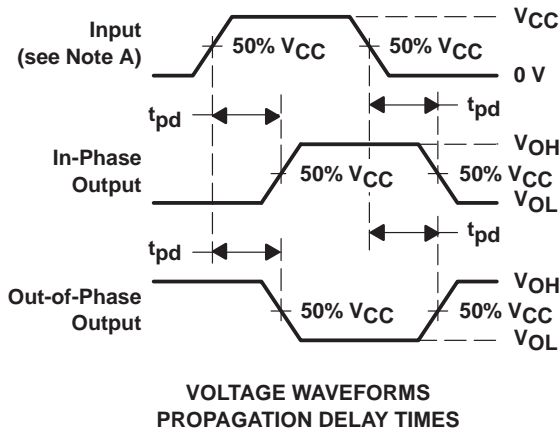 Input
(see Note A)
50% VCC
50% VCC
VCC
0 V
tpd
tpd
In-Phase
Output
50% VCC
VOH
50% VCC
VOL
tpd
tpd
Out-of-Phase
Output
50% VCC
VOH
50% VCC
VOL
VOLTAGE WAVEFORMS
PROPAGATION DELAY TIMES